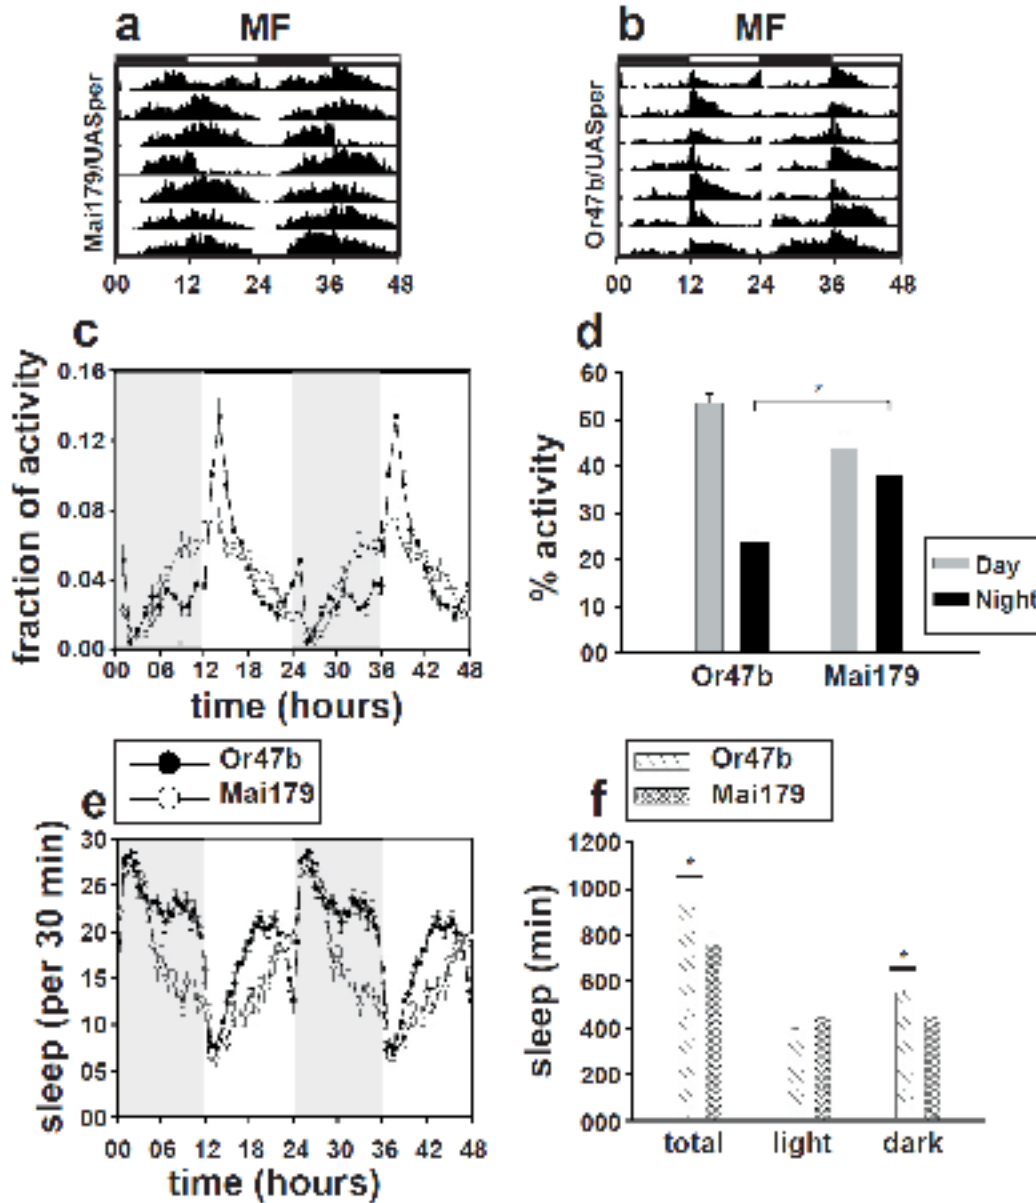 a MF
Mai179/UASper
00 12 24 36 48
b MF
Or47b/UASper
00 12 24 36 48
c
fraction of activity
0.16
0.12
0.08
0.04
0.00
00 06 12 18 24 30 36 42 48
time (hours)
d
% activity
60
50
40
30
20
10
00
*
Or47b Mai179
Day
Night
Or47b
Mai179
e
sleep (per 30 min)
30
25
20
15
10
05
00
00 06 12 18 24 30 36 42 48
time (hours)
Or47b
Mai179
f
sleep (min)
1200
1000
800
600
400
200
000
*
*
total light dark